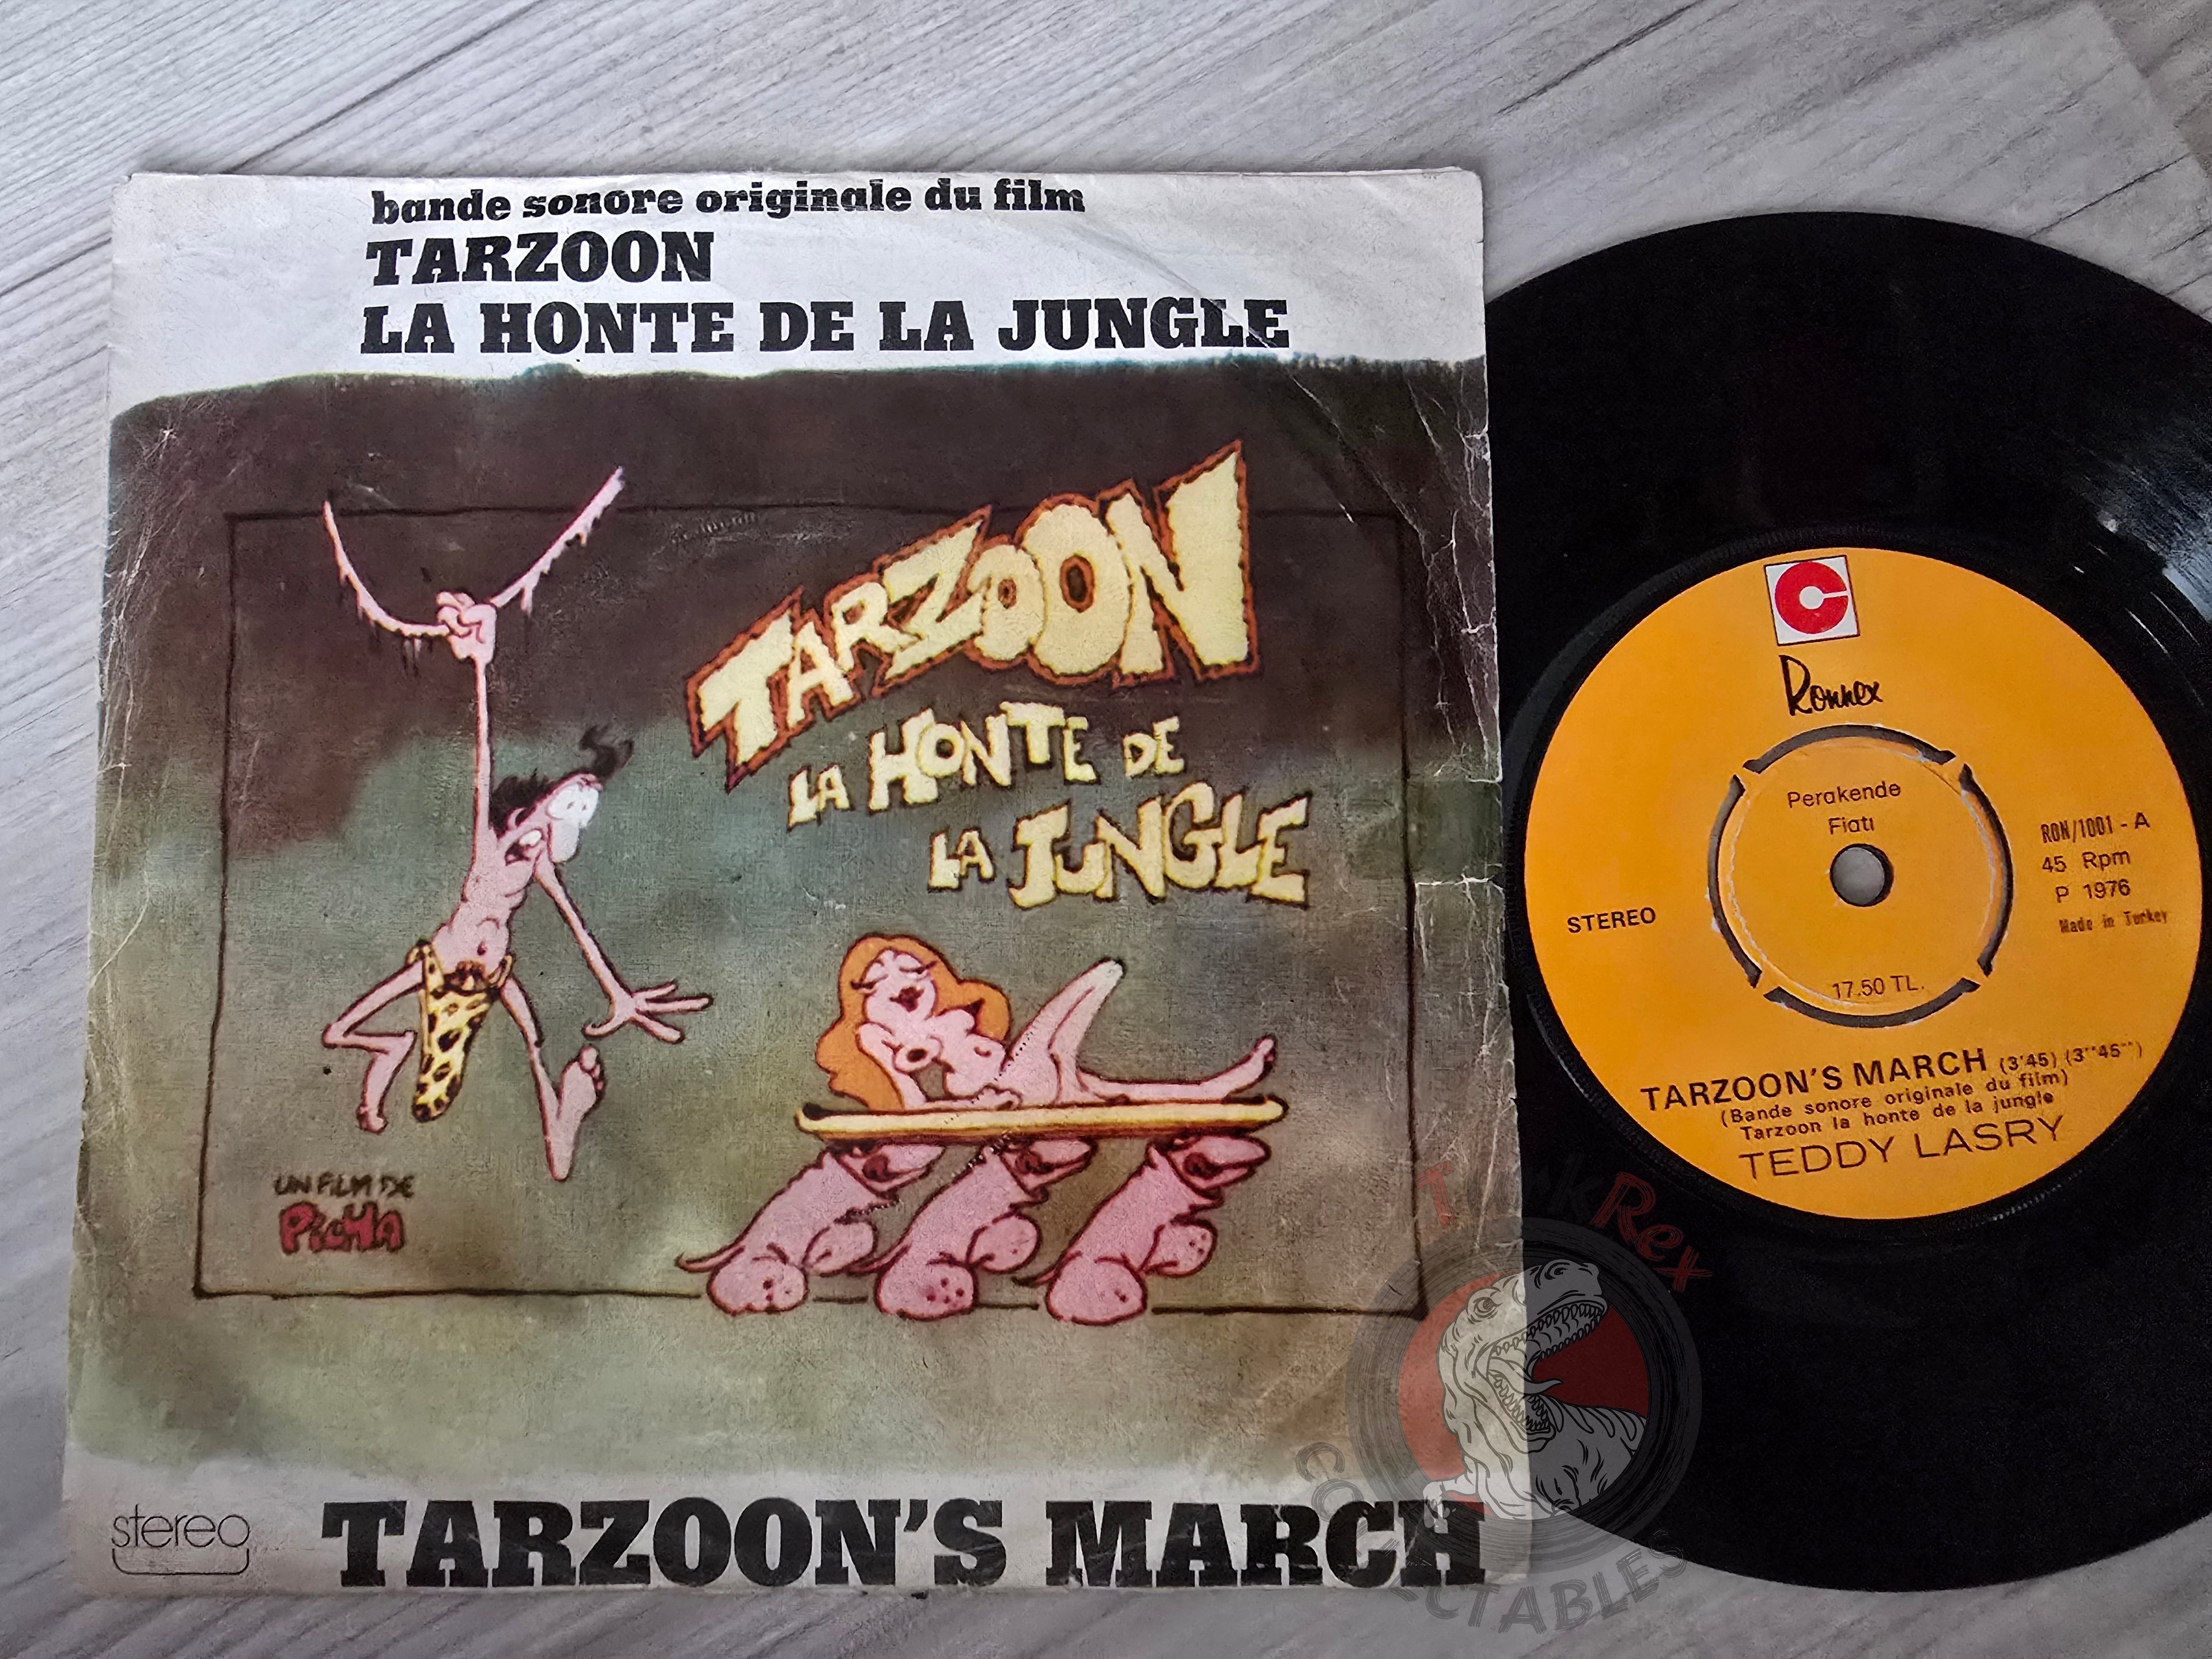 bande sonore originale du film
TARZOON
LA HONTE DE LA JUNGLE
TARZOON
LA HONTE DE
LA JUNGLE
UN FILM DE
PICHA
stereo
TARZOON'S MARCH
Ronnex
Perakende
Fiatı
RON/1001 - A
45 Rpm
P 1976
Made in Turkey
STEREO
17.50 TL.
TARZOON'S MARCH (3'45) (3''45'')
(Bande sonore originale du film)
Tarzoon la honte de la jungle
TEDDY LASRY
TurkRex
COLLECTABLES